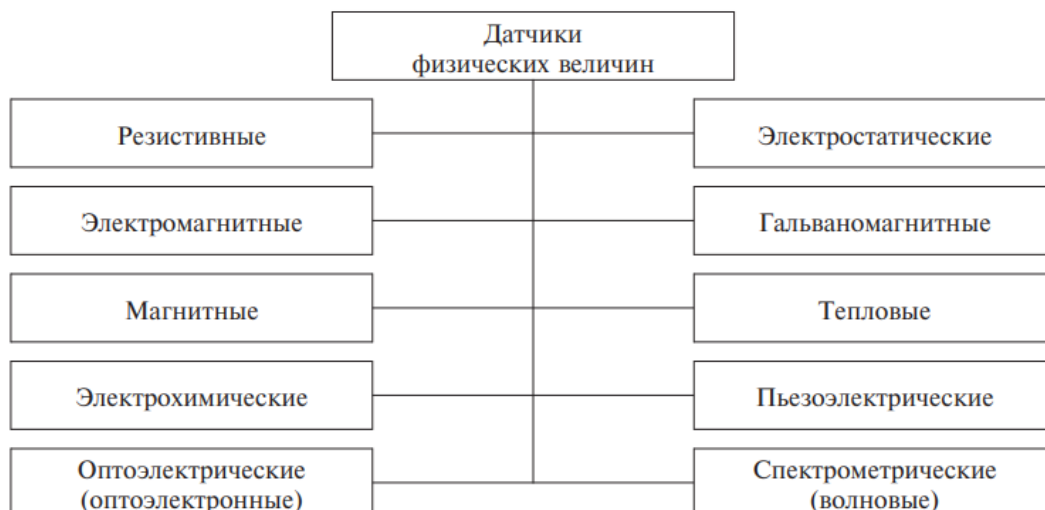 Датчики
физических величин
Резистивные
Электростатические
Электромагнитные
Гальваномагнитные
Магнитные
Тепловые
Электрохимические
Пьезоэлектрические
Оптоэлектрические
(оптоэлектронные)
Спектрометрические
(волновые)